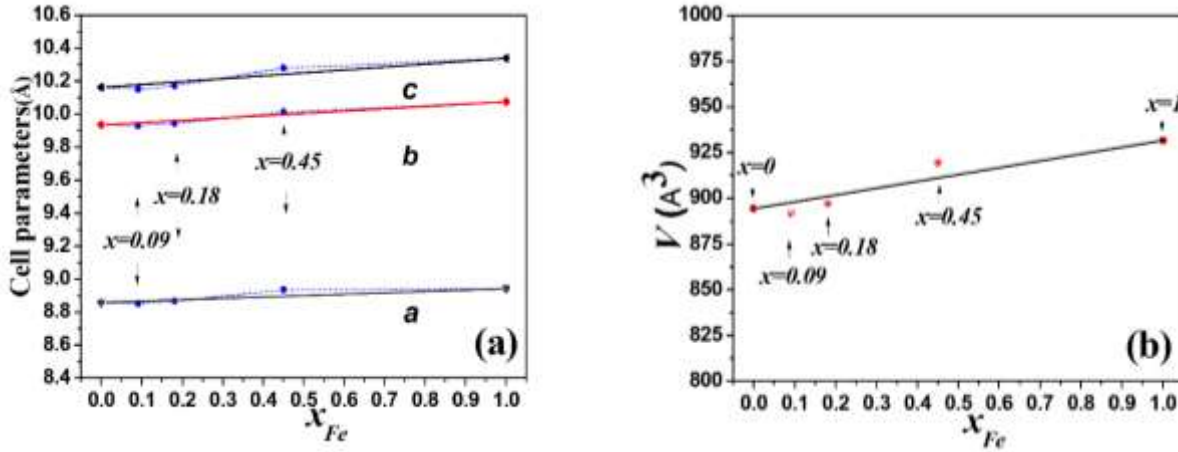 10.6
10.4
10.2
10.0
9.8
9.6
9.4
9.2
9.0
8.8
8.6
8.4
Cell parameters(Å)
c
b
x=0.45
x=0.18
x=0.09
a
(a)
0.0 0.1 0.2 0.3 0.4 0.5 0.6 0.7 0.8 0.9 1.0
x_Fe
1000
975
950
925
900
875
850
825
800
V (Å³)
x=1
x=0
x=0.45
x=0.18
x=0.09
(b)
0.0 0.1 0.2 0.3 0.4 0.5 0.6 0.7 0.8 0.9 1.0
x_Fe